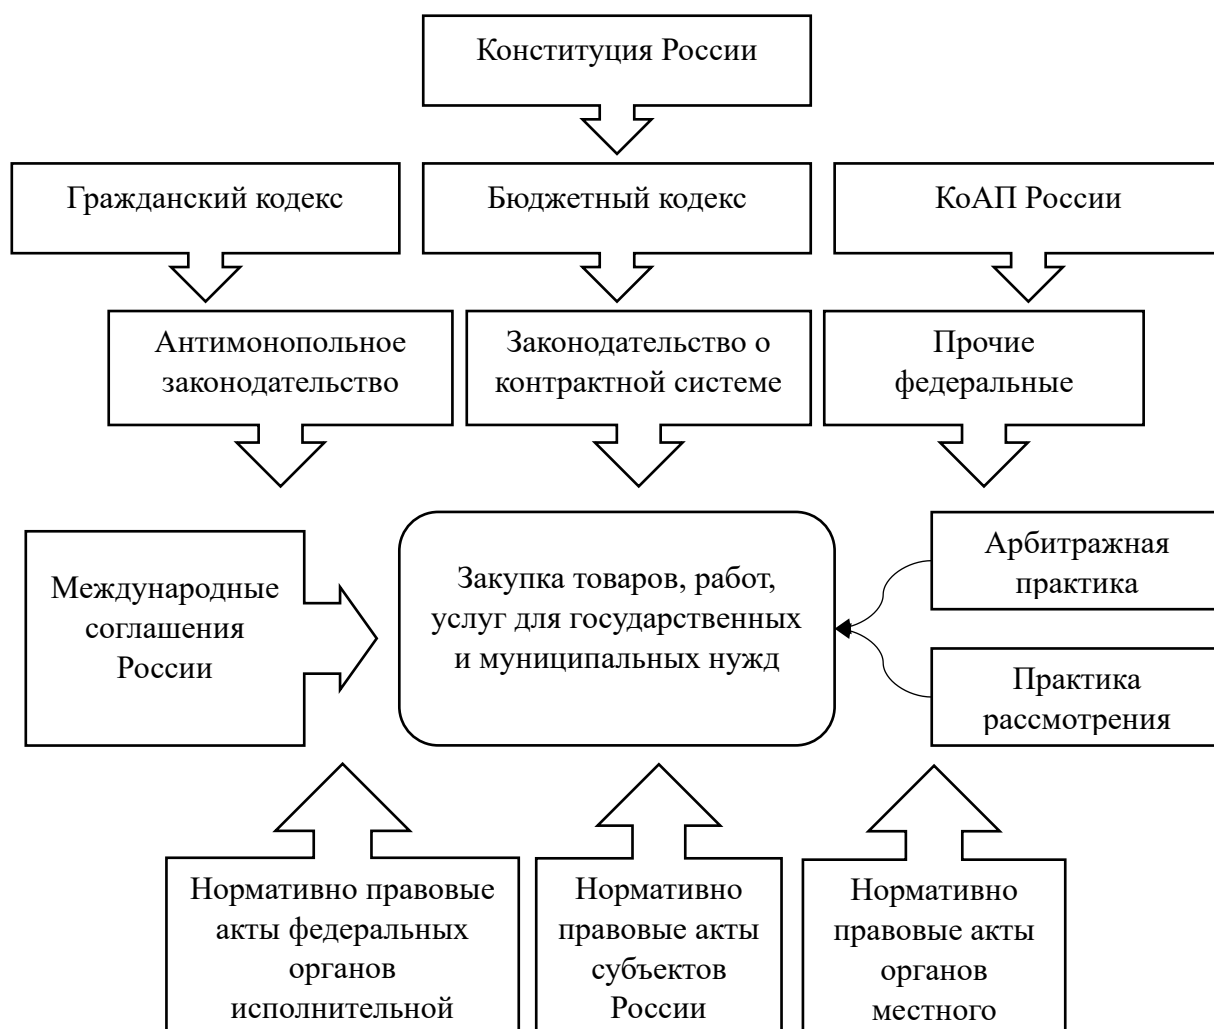 Конституция России
Гражданский кодекс
Бюджетный кодекс
КоАП России
Антимонопольное
законодательство
Законодательство о
контрактной системе
Прочие
федеральные
Международные
соглашения
России
Закупка товаров, работ,
услуг для государственных
и муниципальных нужд
Арбитражная
практика
Практика
рассмотрения
Нормативно правовые
акты федеральных
органов
исполнительной
Нормативно
правовые акты
субъектов
России
Нормативно
правовые акты
органов
местного